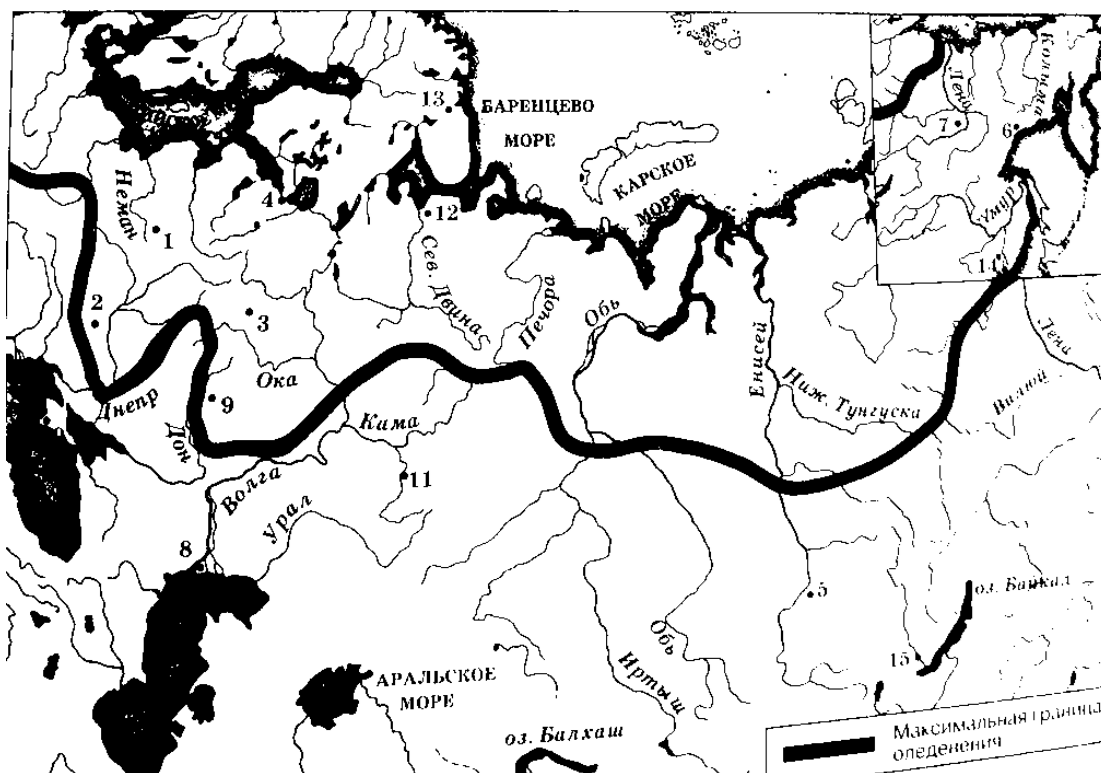 13
БАРЕНЦЕВО
МОРЕ
КАРСКОЕ
МОРЕ
Лена
Колыма
7
6
14
Неман
4
1
12
Сев. Двина
Печора
Обь
Енисей
2
3
Днепр
Ока
9
Дон
Кама
Волга
Урал
11
Ниж. Тунгуска
Вилюй
Лена
8
5
оз. Байкал
15
Обь
Иртыш
АРАЛЬСКОЕ
МОРЕ
оз. Балхаш
Максимальная граница
оледенения